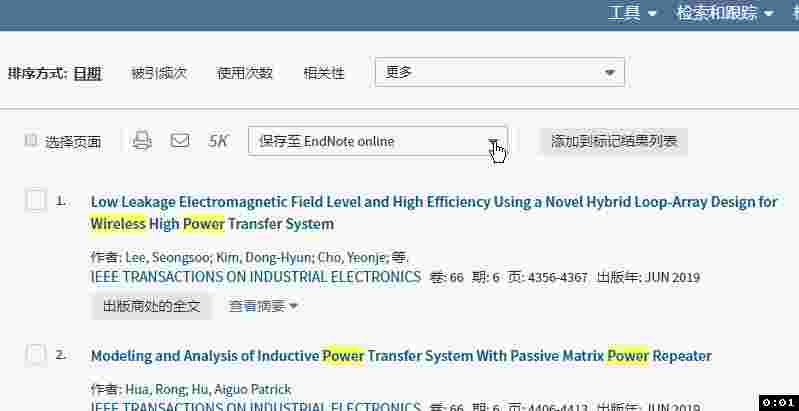 工具 检索和跟踪
排序方式: 日期 被引频次 使用次数 相关性 更多
选择页面 5K 保存至 EndNote online 添加到标记结果列表
1. Low Leakage Electromagnetic Field Level and High Efficiency Using a Novel Hybrid Loop-Array Design for
Wireless High Power Transfer System
作者: Lee, Seongsoo; Kim, Dong-Hyun; Cho, Yeonje; 等.
IEEE TRANSACTIONS ON INDUSTRIAL ELECTRONICS 卷: 66 期: 6 页: 4356-4367 出版年: JUN 2019
出版商处的全文 查看摘要
2. Modeling and Analysis of Inductive Power Transfer System With Passive Matrix Power Repeater
作者: Hua, Rong; Hu, Aiguo Patrick
IEEE TRANSACTIONS ON INDUSTRIAL ELECTRONICS 卷: 66 期: 6 页: 4406-4413 出版年: JUN 2019
0:01